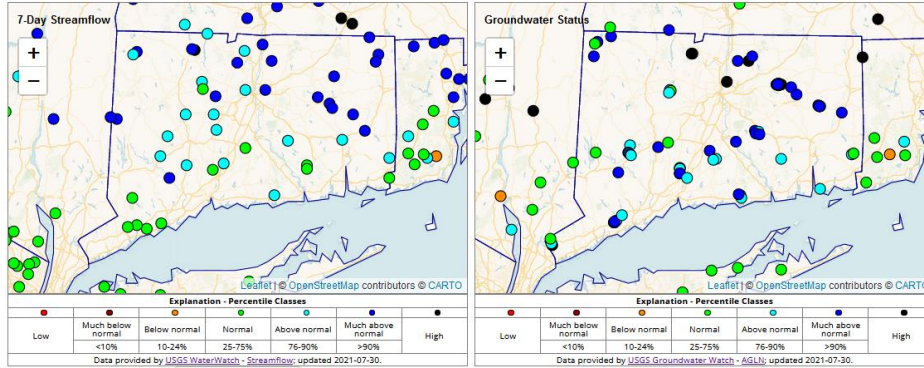 7-Day Streamflow
+
−
Leaflet | © OpenStreetMap contributors © CARTO
Explanation - Percentile Classes
Low
Much below normal
Below normal
Normal
Above normal
Much above normal
High
<10%
10-24%
25-75%
76-90%
>90%
Data provided by USGS WaterWatch - Streamflow; updated 2021-07-30.
Groundwater Status
+
−
Leaflet | © OpenStreetMap contributors © CARTO
Explanation - Percentile Classes
Low
Much below normal
Below normal
Normal
Above normal
Much above normal
High
<10%
10-24%
25-75%
76-90%
>90%
Data provided by USGS Groundwater Watch - AGLN; updated 2021-07-30.